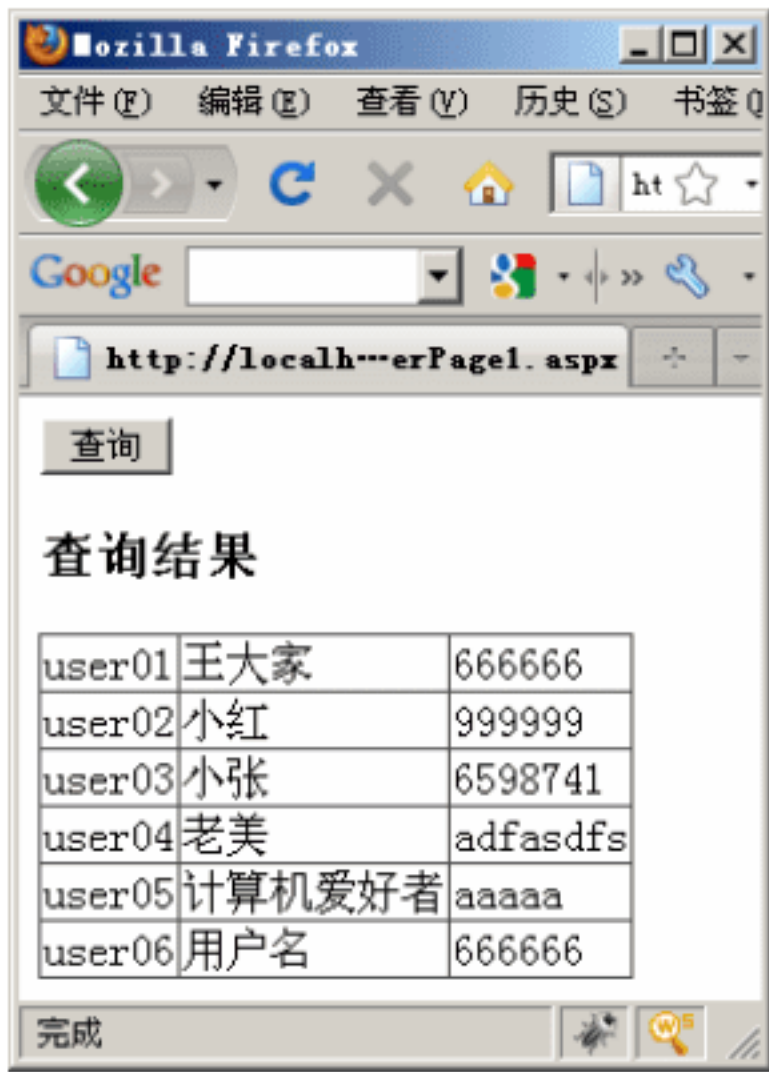 Mozilla Firefox
文件(F) 编辑(E) 查看(V) 历史(S) 书签
ht
Google
http://localh…erPage1.aspx
查询
查询结果
user01 王大家 666666
user02 小红 999999
user03 小张 6598741
user04 老美 adfasdfs
user05 计算机爱好者 aaaaa
user06 用户名 666666
完成